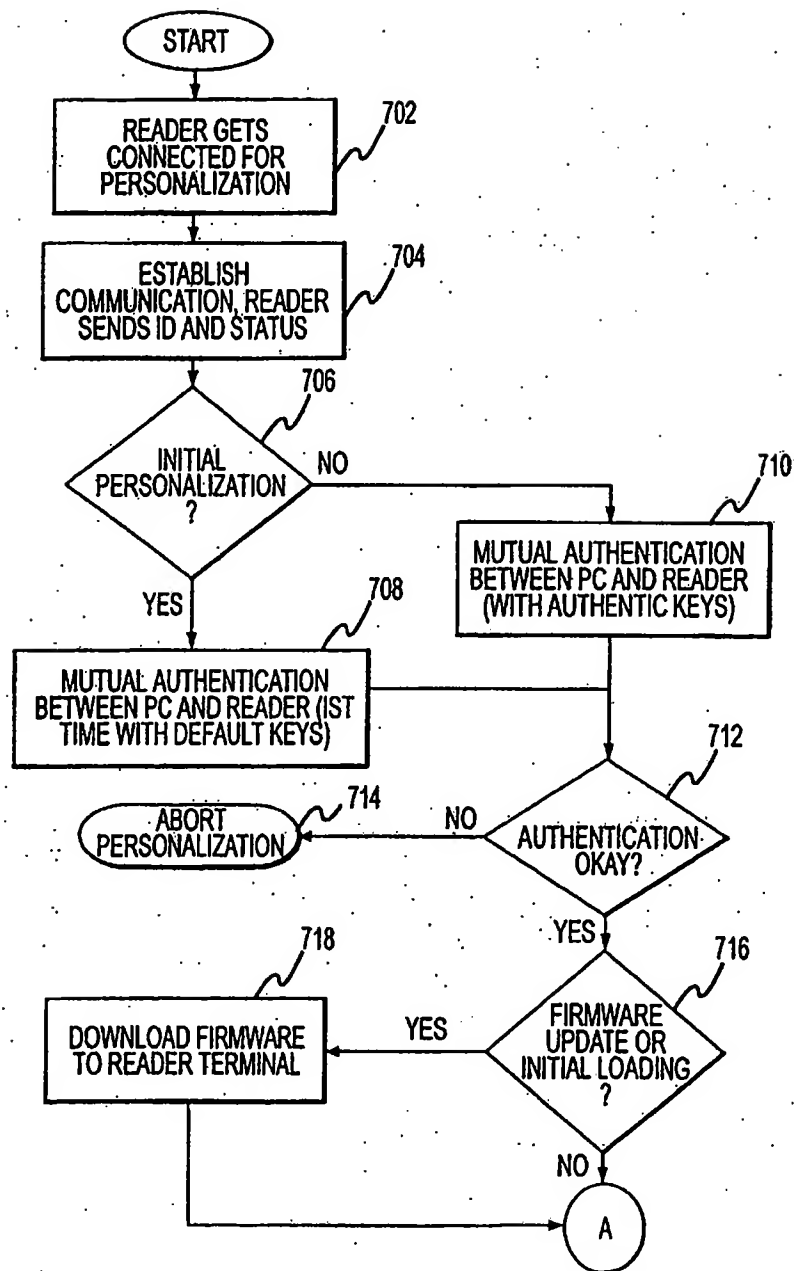 START
702
READER GETS
CONNECTED FOR
PERSONALIZATION
704
ESTABLISH
COMMUNICATION, READER
SENDS ID AND STATUS
706
INITIAL
PERSONALIZATION
?
NO
710
MUTUAL AUTHENTICATION
BETWEEN PC AND READER
(WITH AUTHENTIC KEYS)
YES
708
MUTUAL AUTHENTICATION
BETWEEN PC AND READER (IST
TIME WITH DEFAULT KEYS)
712
AUTHENTICATION
OKAY?
NO
714
ABORT
PERSONALIZATION
YES
716
FIRMWARE
UPDATE OR
INITIAL LOADING
?
YES
718
DOWNLOAD FIRMWARE
TO READER TERMINAL
NO
A